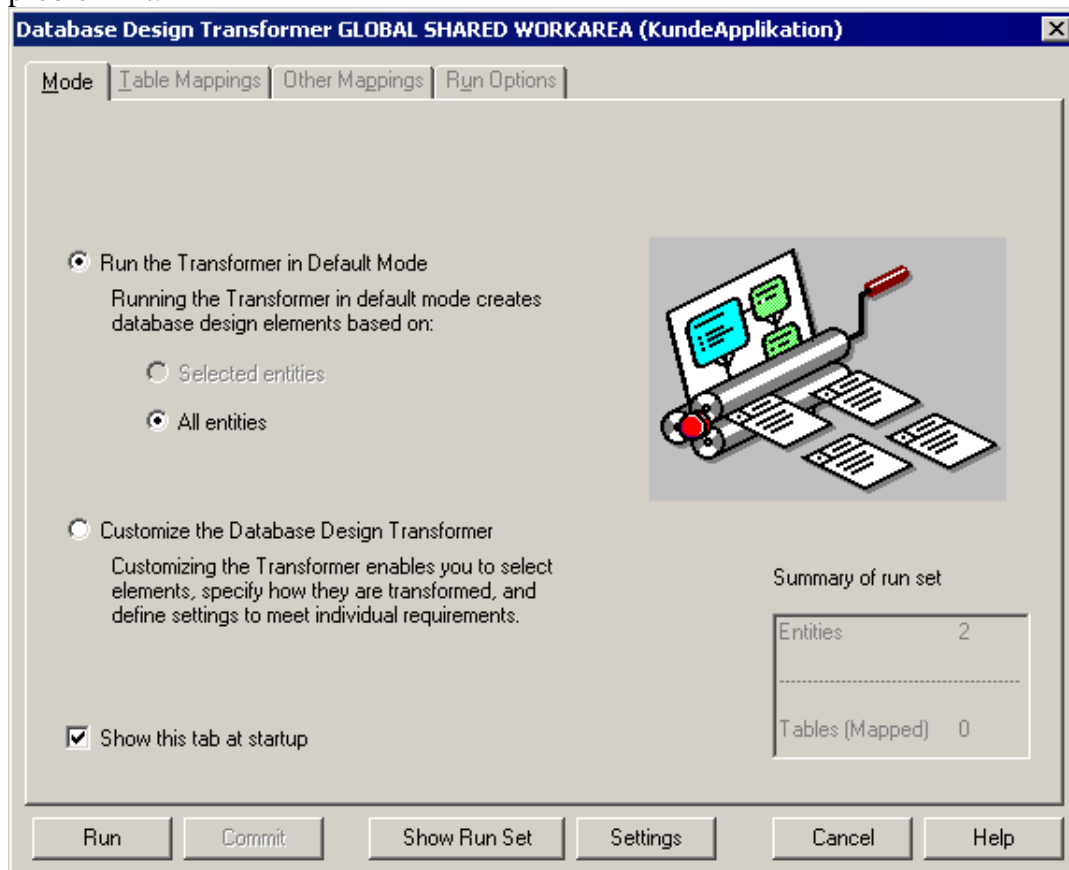 Database Design Transformer GLOBAL SHARED WORKAREA (KundeApplikation)
Mode Table Mappings Other Mappings Run Options
Run the Transformer in Default Mode
Running the Transformer in default mode creates
database design elements based on:
Selected entities
All entities
Customize the Database Design Transformer
Customizing the Transformer enables you to select
elements, specify how they are transformed, and
define settings to meet individual requirements.
Summary of run set
Entities 2
Tables (Mapped) 0
Show this tab at startup
Run Commit Show Run Set Settings Cancel Help